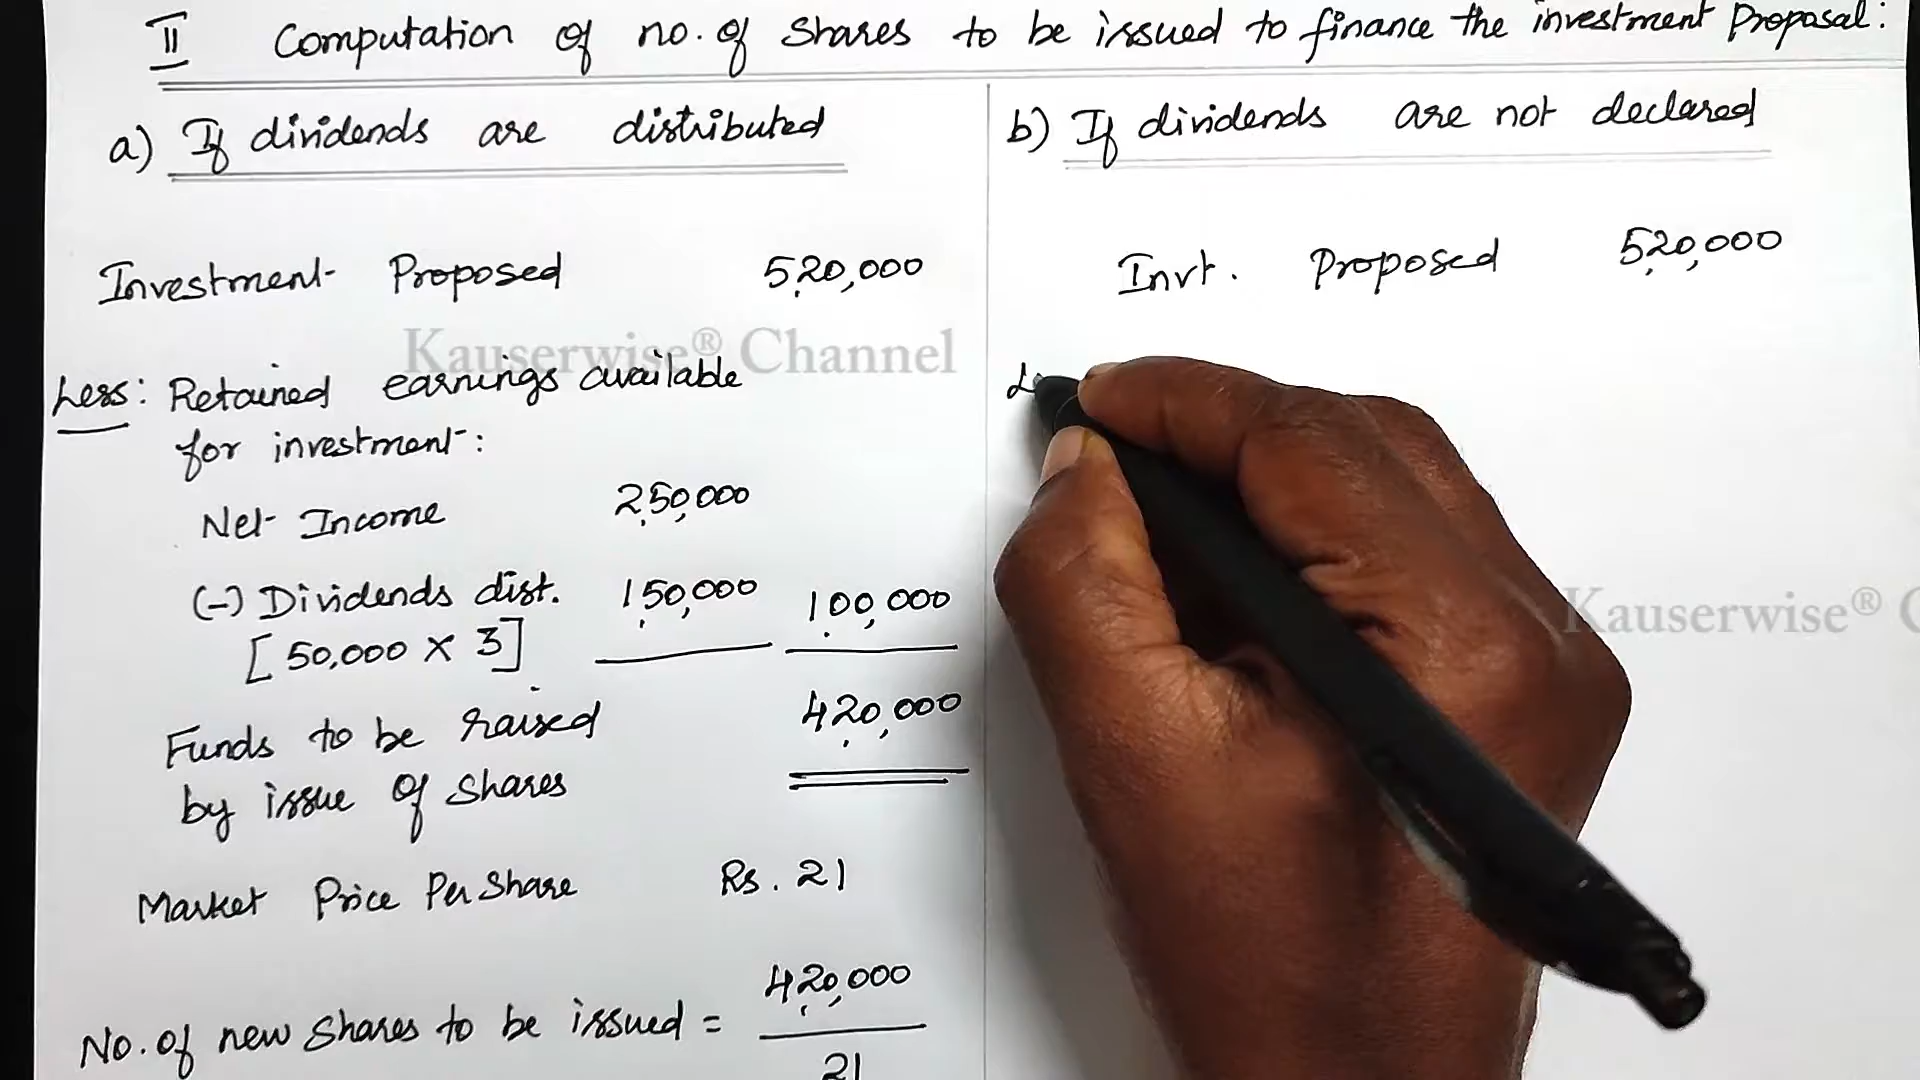 II Computation of no. of shares to be issued to finance the investment Proposal:
a) If dividends are distributed
Investment Proposed 5,20,000
Kauserwise® Channel
Less: Retained earnings available
for investment:
Net Income 2,50,000
(-) Dividends dist. 1,50,000 1,00,000
[50,000 X 3]
Funds to be raised 4,20,000
by issue of shares
Market Price Per Share Rs. 21
No. of new shares to be issued = 4,20,000
21
b) If dividends are not declared
Invt. Proposed 5,20,000
Kauserwise® C